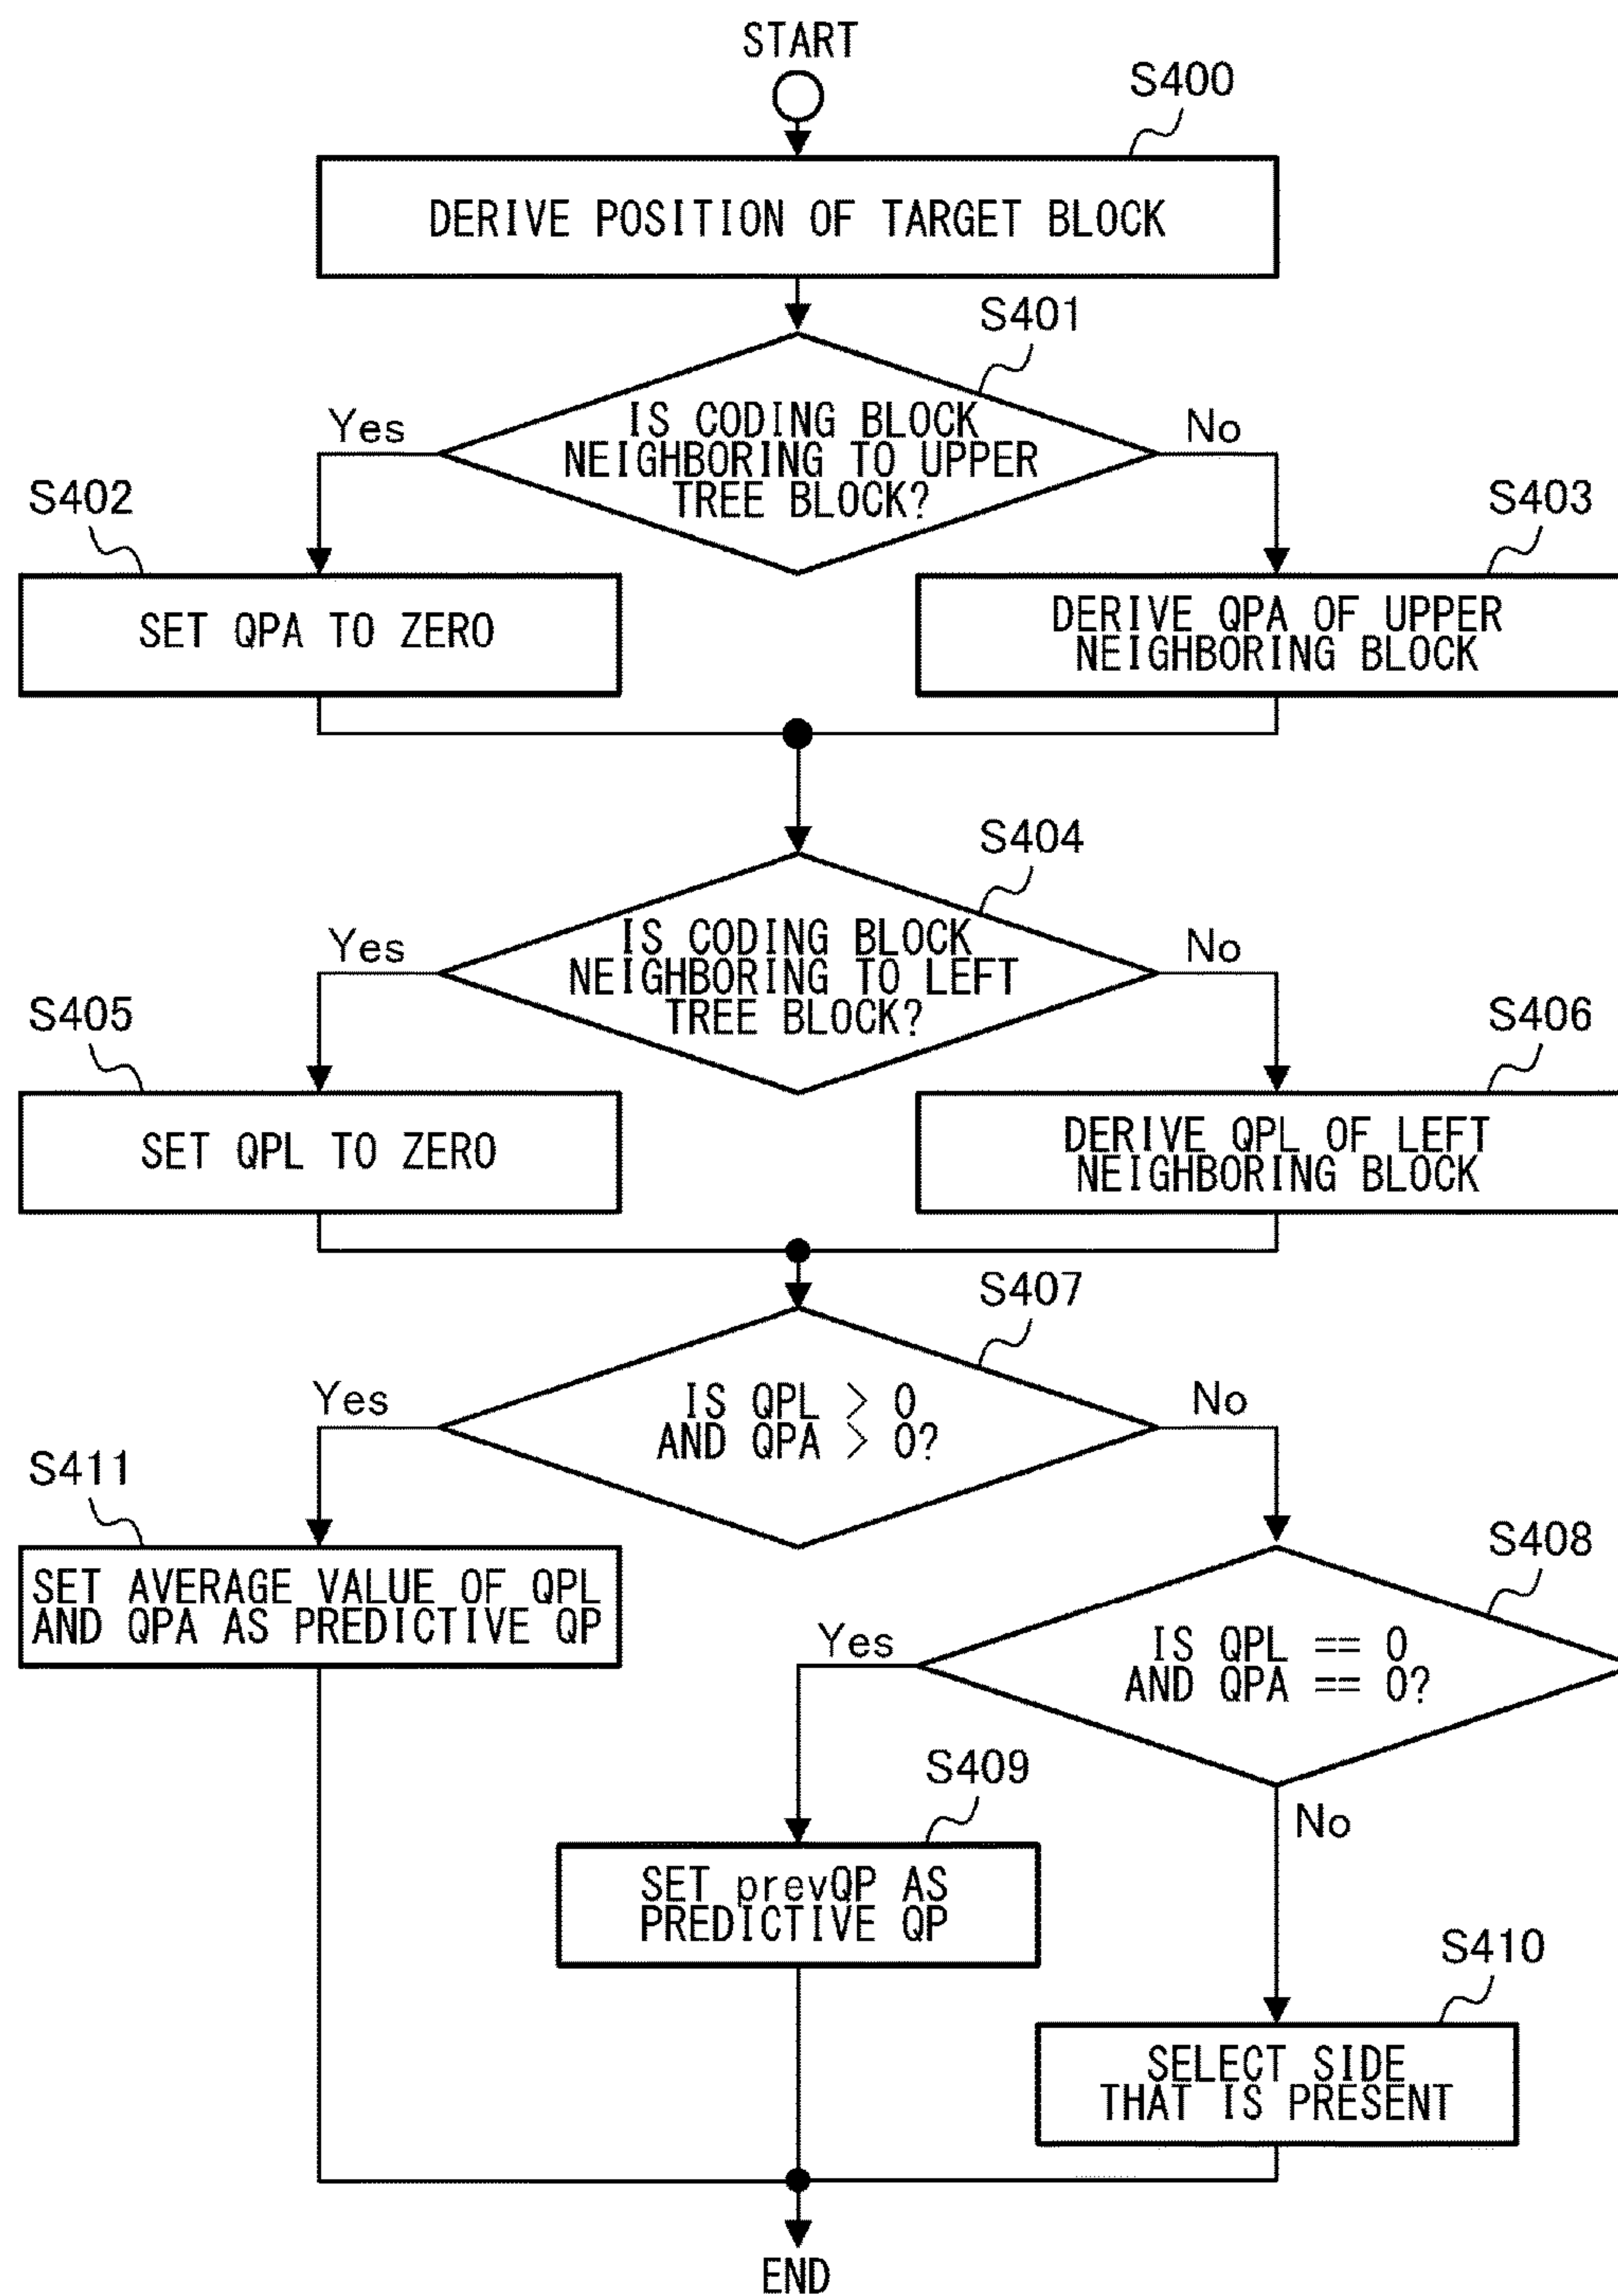 START
S400
DERIVE POSITION OF TARGET BLOCK
S401
Yes
IS CODING BLOCK
NEIGHBORING TO UPPER
TREE BLOCK?
No
S402
S403
SET QPA TO ZERO
DERIVE QPA OF UPPER
NEIGHBORING BLOCK
S404
Yes
IS CODING BLOCK
NEIGHBORING TO LEFT
TREE BLOCK?
No
S405
S406
SET QPL TO ZERO
DERIVE QPL OF LEFT
NEIGHBORING BLOCK
S407
Yes
IS QPL > 0
AND QPA > 0?
No
S411
S408
SET AVERAGE VALUE OF QPL
AND QPA AS PREDICTIVE QP
Yes
IS QPL == 0
AND QPA == 0?
S409
No
SET prevQP AS
PREDICTIVE QP
S410
SELECT SIDE
THAT IS PRESENT
END